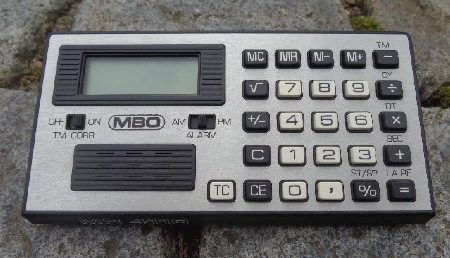 TM
MC MR M- M+ −
DY
√ 7 8 9 ÷
DT
OFF ON MBO AM PM
TM CORR ALARM
+/- 4 5 6 ×
SEC
C 1 2 3 +
ST/SP LA RE
TC CE 0 , % =